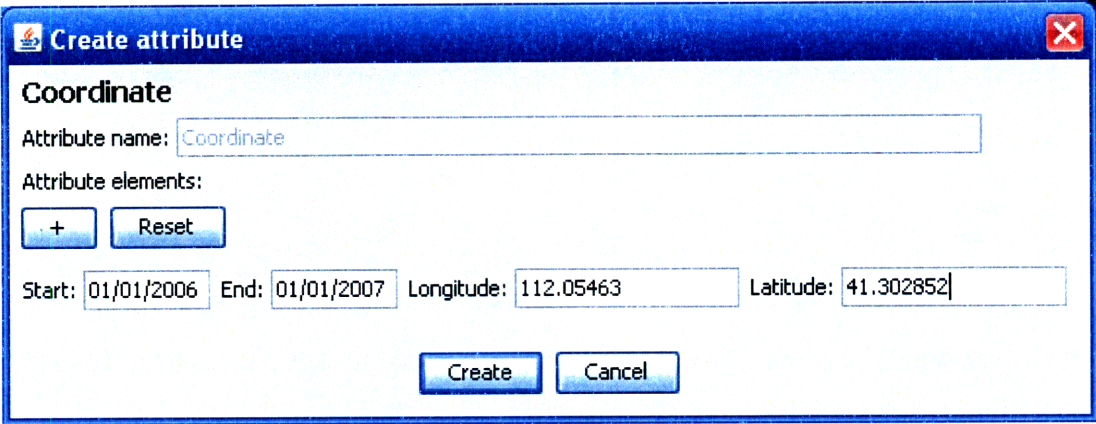 Create attribute
Coordinate
Attribute name: Coordinate
Attribute elements:
+ Reset
Start: 01/01/2006 End: 01/01/2007 Longitude: 112.05463 Latitude: 41.302852
Create Cancel